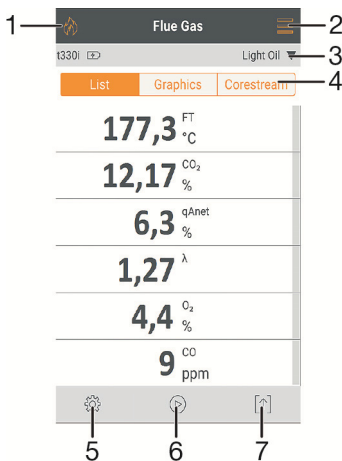 1 Flue Gas 2
t330i Light Oil 3
List Graphics Corestream 4
177,3 FT °C
12,17 CO₂ %
6,3 qAnet %
1,27 λ
4,4 O₂ %
9 CO ppm
5 6 7